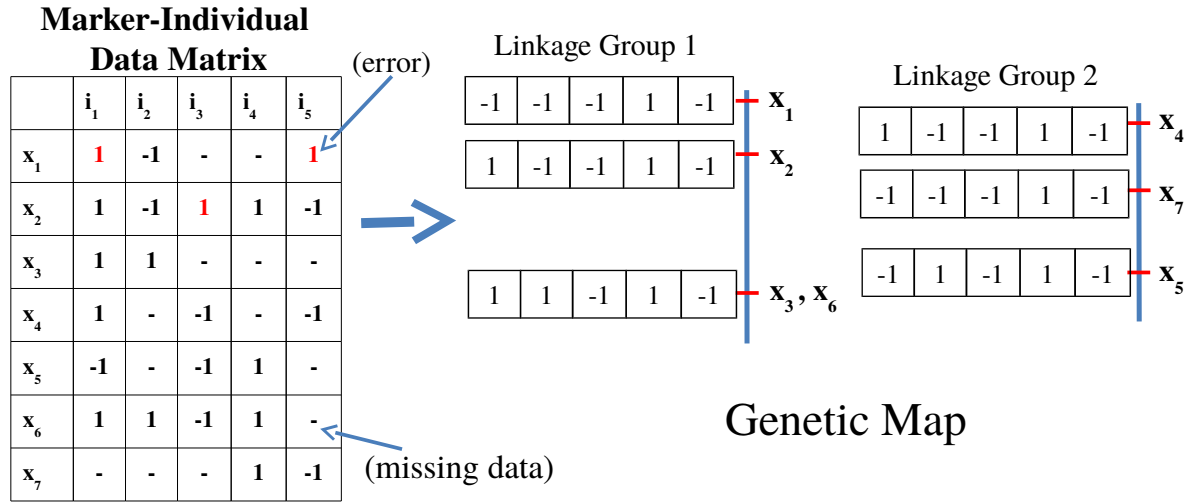 Marker-Individual
Data Matrix
(error)
i₁ i₂ i₃ i₄ i₅
x₁ 1 -1 - - 1
x₂ 1 -1 1 1 -1
x₃ 1 1 - - -
x₄ 1 - -1 - -1
x₅ -1 - -1 1 -
x₆ 1 1 -1 1 -
x₇ - - - 1 -1
(missing data)
Linkage Group 1
-1 -1 -1 1 -1 x₁
1 -1 -1 1 -1 x₂
1 1 -1 1 -1 x₃ , x₆
Linkage Group 2
1 -1 -1 1 -1 x₄
-1 -1 -1 1 -1 x₇
-1 1 -1 1 -1 x₅
Genetic Map